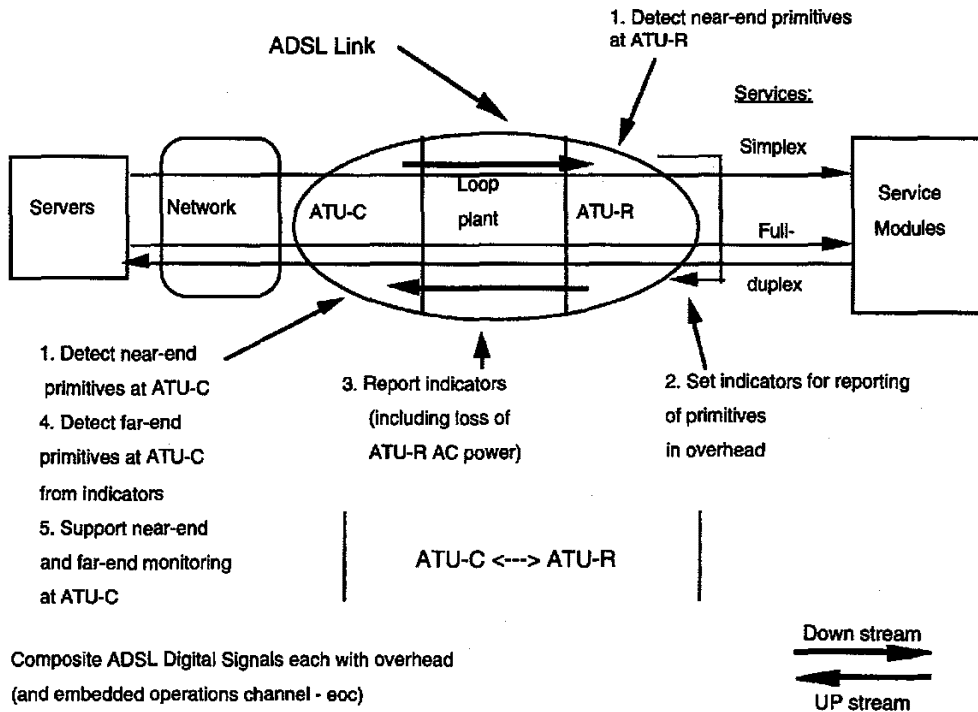 1. Detect near-end primitives
at ATU-R
ADSL Link
Services:
Simplex
Servers
Network
ATU-C
Loop
plant
ATU-R
Service
Modules
Full-
duplex
1. Detect near-end
primitives at ATU-C
4. Detect far-end
primitives at ATU-C
from indicators
5. Support near-end
and far-end monitoring
at ATU-C
3. Report indicators
(including loss of
ATU-R AC power)
2. Set indicators for reporting
of primitives
in overhead
ATU-C <---> ATU-R
Composite ADSL Digital Signals each with overhead
(and embedded operations channel - eoc)
Down stream
UP stream